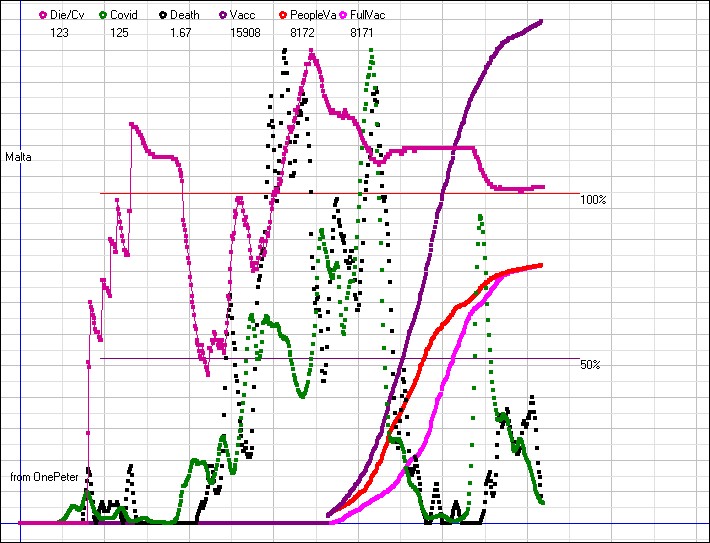 Die/Cv Covid Death Vacc PeopleVa FullVac
123 125 1.67 15908 8172 8171
Malta
100%
50%
from OnePeter